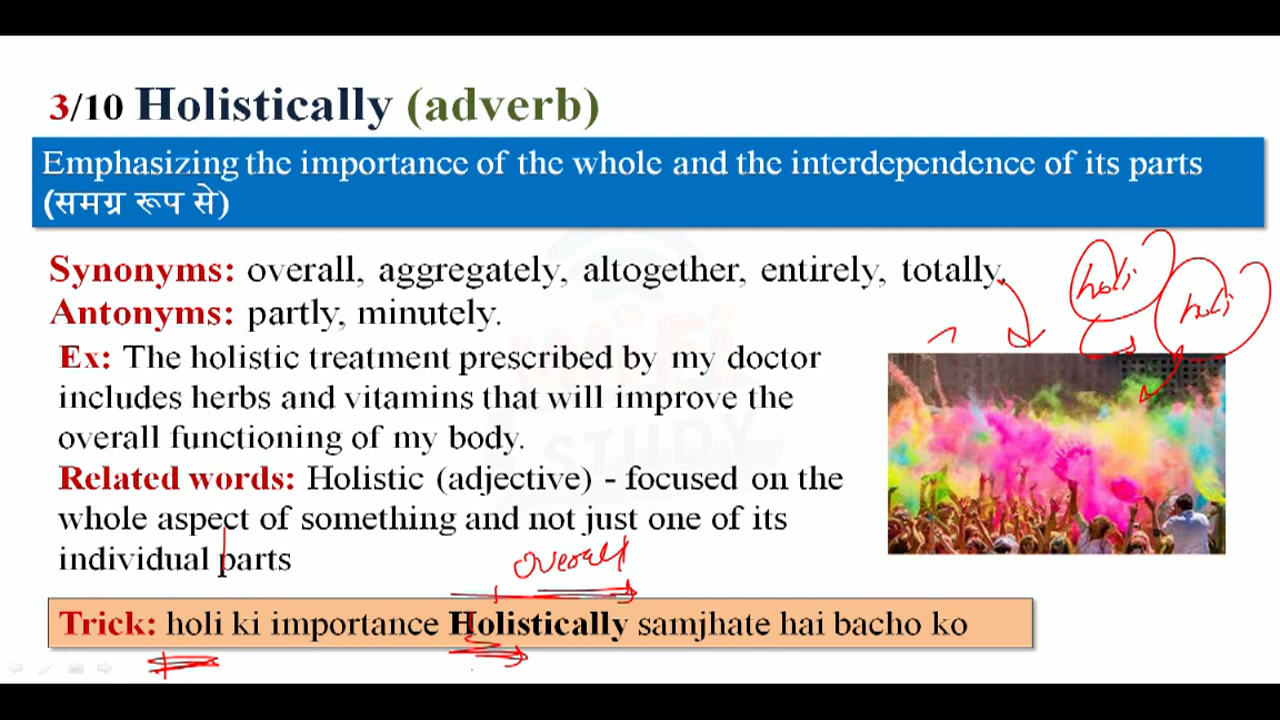 3/10 Holistically (adverb)
Emphasizing the importance of the whole and the interdependence of its parts
(समग्र रूप से)
Synonyms: overall, aggregately, altogether, entirely, totally.
holi
holi
Antonyms: partly, minutely.
Ex: The holistic treatment prescribed by my doctor
includes herbs and vitamins that will improve the
overall functioning of my body.
WiFi
STUDY
Related words: Holistic (adjective) - focused on the
whole aspect of something and not just one of its
individual parts
overall
Trick: holi ki importance Holistically samjhate hai bacho ko